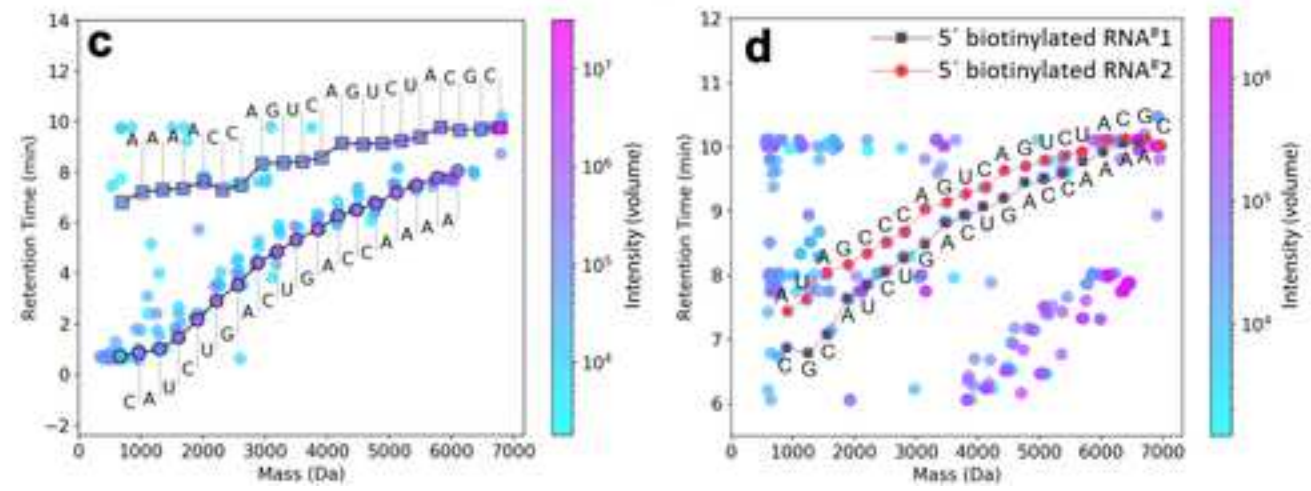 c
14
12
10
8
6
4
2
0
−2
Retention Time (min)
0 1000 2000 3000 4000 5000 6000 7000
Mass (Da)
A A A A C C A G U C A G U C U A C G C
C A U C U G A C U G A C C A A A A
10⁷
10⁶
10⁵
10⁴
Intensity (volume)
d
12
11
10
9
8
7
6
Retention Time (min)
0 1000 2000 3000 4000 5000 6000 7000
Mass (Da)
5´ biotinylated RNA#1
5´ biotinylated RNA#2
A U A G C C C A G U C A G U C U A C G C
C G C A U C U G A C U G A C C A A A A
10⁶
10⁵
10⁴
Intensity (volume)